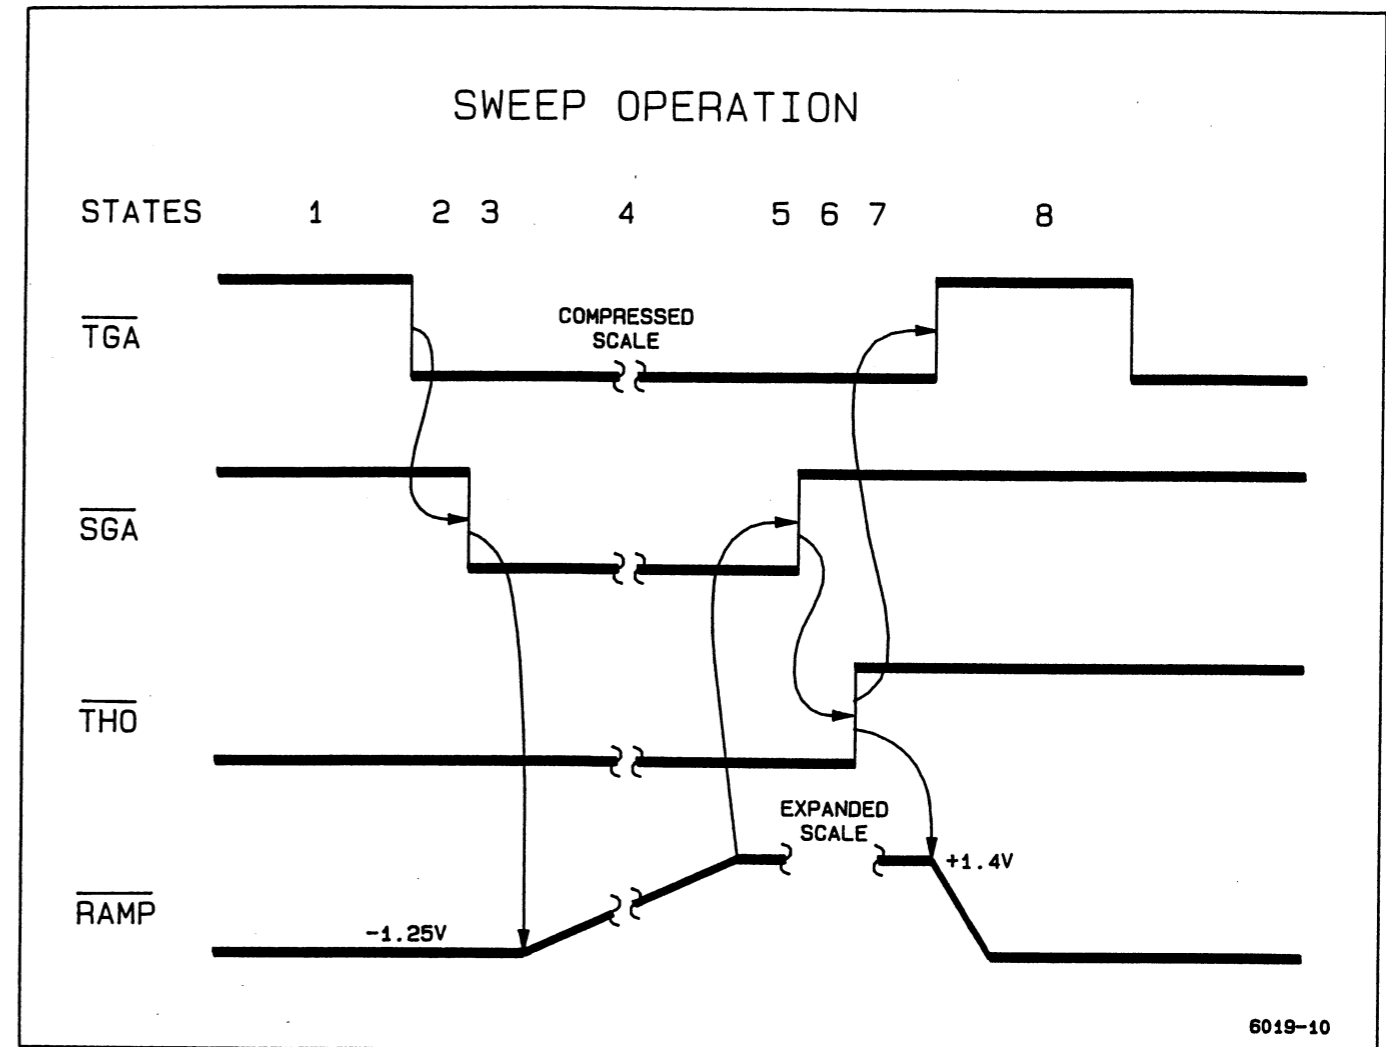 SWEEP OPERATION
STATES 1 2 3 4 5 6 7 8
TGA
COMPRESSED
SCALE
SGA
THO
EXPANDED
SCALE
+1.4V
RAMP
-1.25V
6019-10